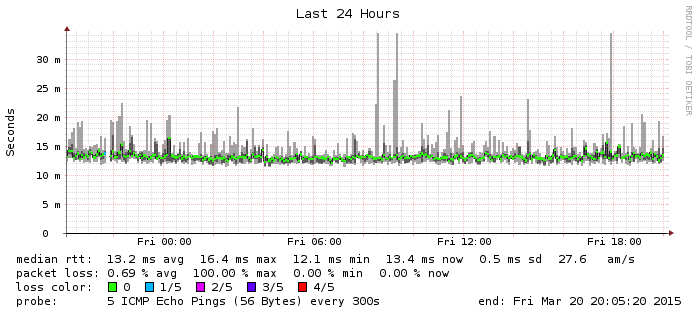 Last 24 Hours
RRDTOOL / TOBI OETIKER
Seconds
30 m
25 m
20 m
15 m
10 m
5 m
0
Fri 00:00 Fri 06:00 Fri 12:00 Fri 18:00
median rtt: 13.2 ms avg 16.4 ms max 12.1 ms min 13.4 ms now 0.5 ms sd 27.6 am/s
packet loss: 0.69 % avg 100.00 % max 0.00 % min 0.00 % now
loss color: 0 1/5 2/5 3/5 4/5
probe: 5 ICMP Echo Pings (56 Bytes) every 300s end: Fri Mar 20 20:05:20 2015